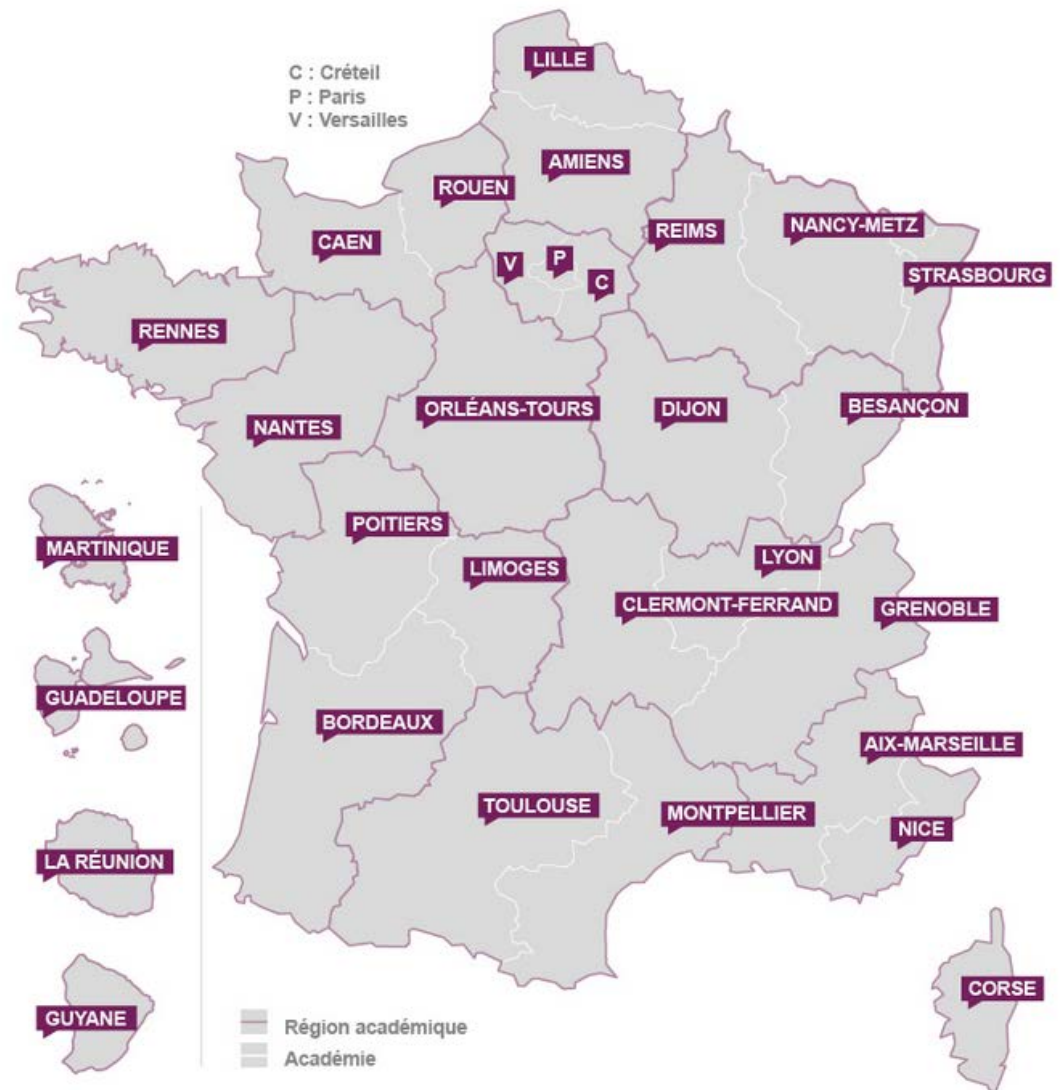 LILLE
C : Créteil
P : Paris
V : Versailles
AMIENS
ROUEN
CAEN
REIMS
NANCY-METZ
V
P
C
STRASBOURG
RENNES
NANTES
ORLÉANS-TOURS
DIJON
BESANÇON
POITIERS
MARTINIQUE
LIMOGES
LYON
CLERMONT-FERRAND
GRENOBLE
GUADELOUPE
BORDEAUX
AIX-MARSEILLE
TOULOUSE
MONTPELLIER
NICE
LA RÉUNION
CORSE
GUYANE
Région académique
Académie